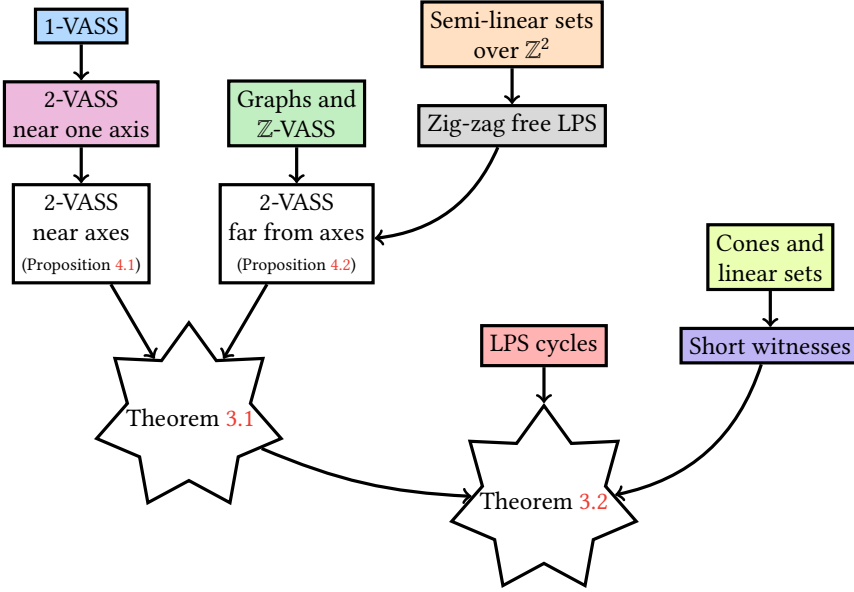 1-VASS
Semi-linear sets
over ℤ²
2-VASS
near one axis
Graphs and
ℤ-VASS
Zig-zag free LPS
2-VASS
near axes
(Proposition 4.1)
2-VASS
far from axes
(Proposition 4.2)
Cones and
linear sets
LPS cycles
Short witnesses
Theorem 3.1
Theorem 3.2